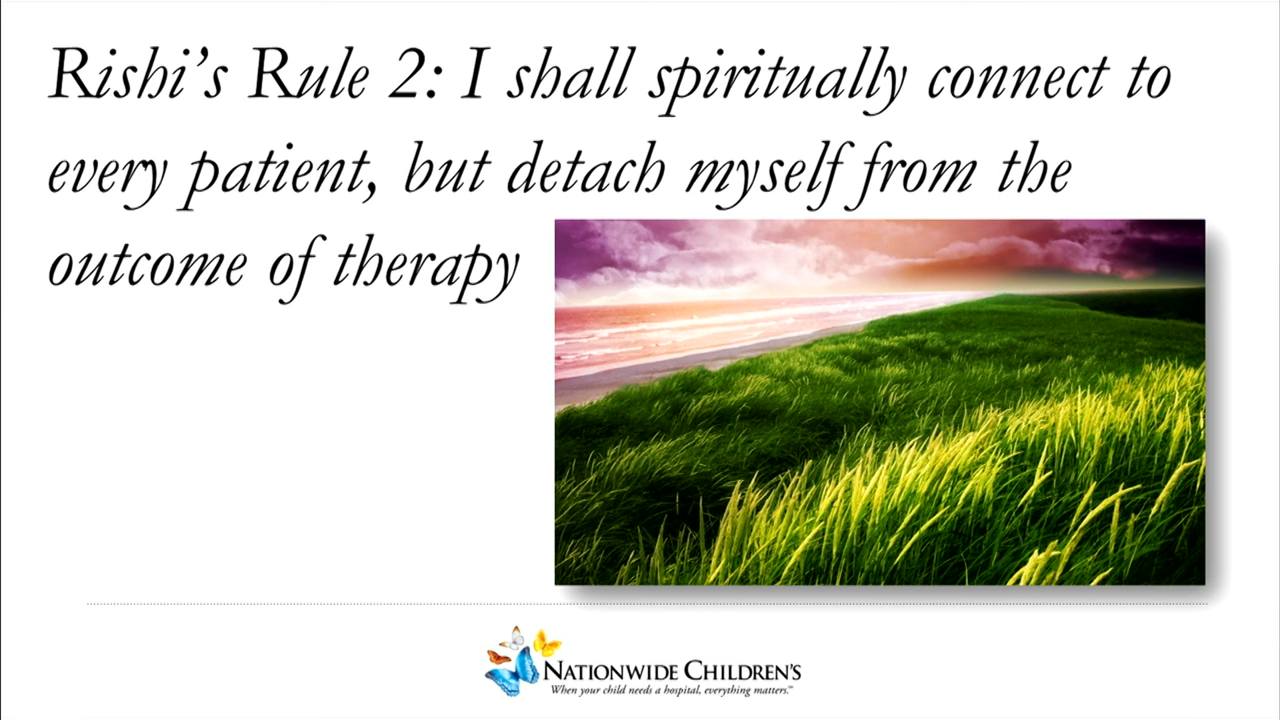 Rishi's Rule 2: I shall spiritually connect to
every patient, but detach myself from the
outcome of therapy
NATIONWIDE CHILDREN'S
When your child needs a hospital, everything matters.℠